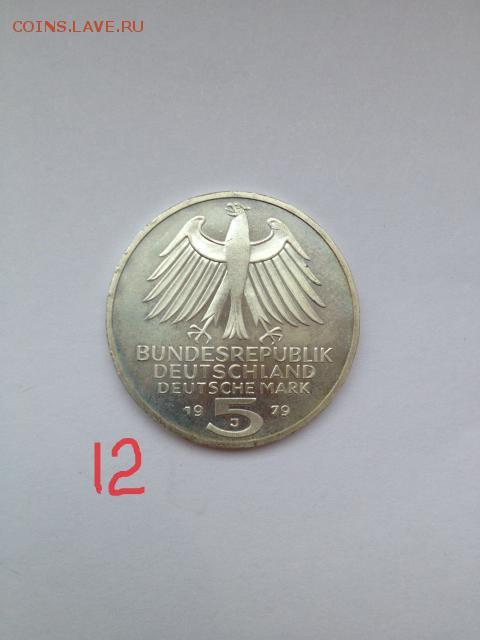 COINS.LAVE.RU
BUNDESREPUBLIK
DEUTSCHLAND
DEUTSCHE MARK
19 5 79
J
12